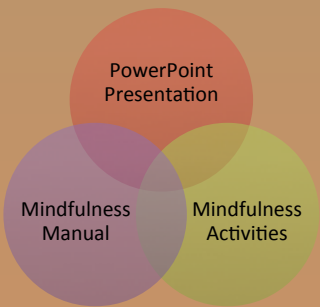 PowerPoint
Presentation
Mindfulness
Manual
Mindfulness
Activities